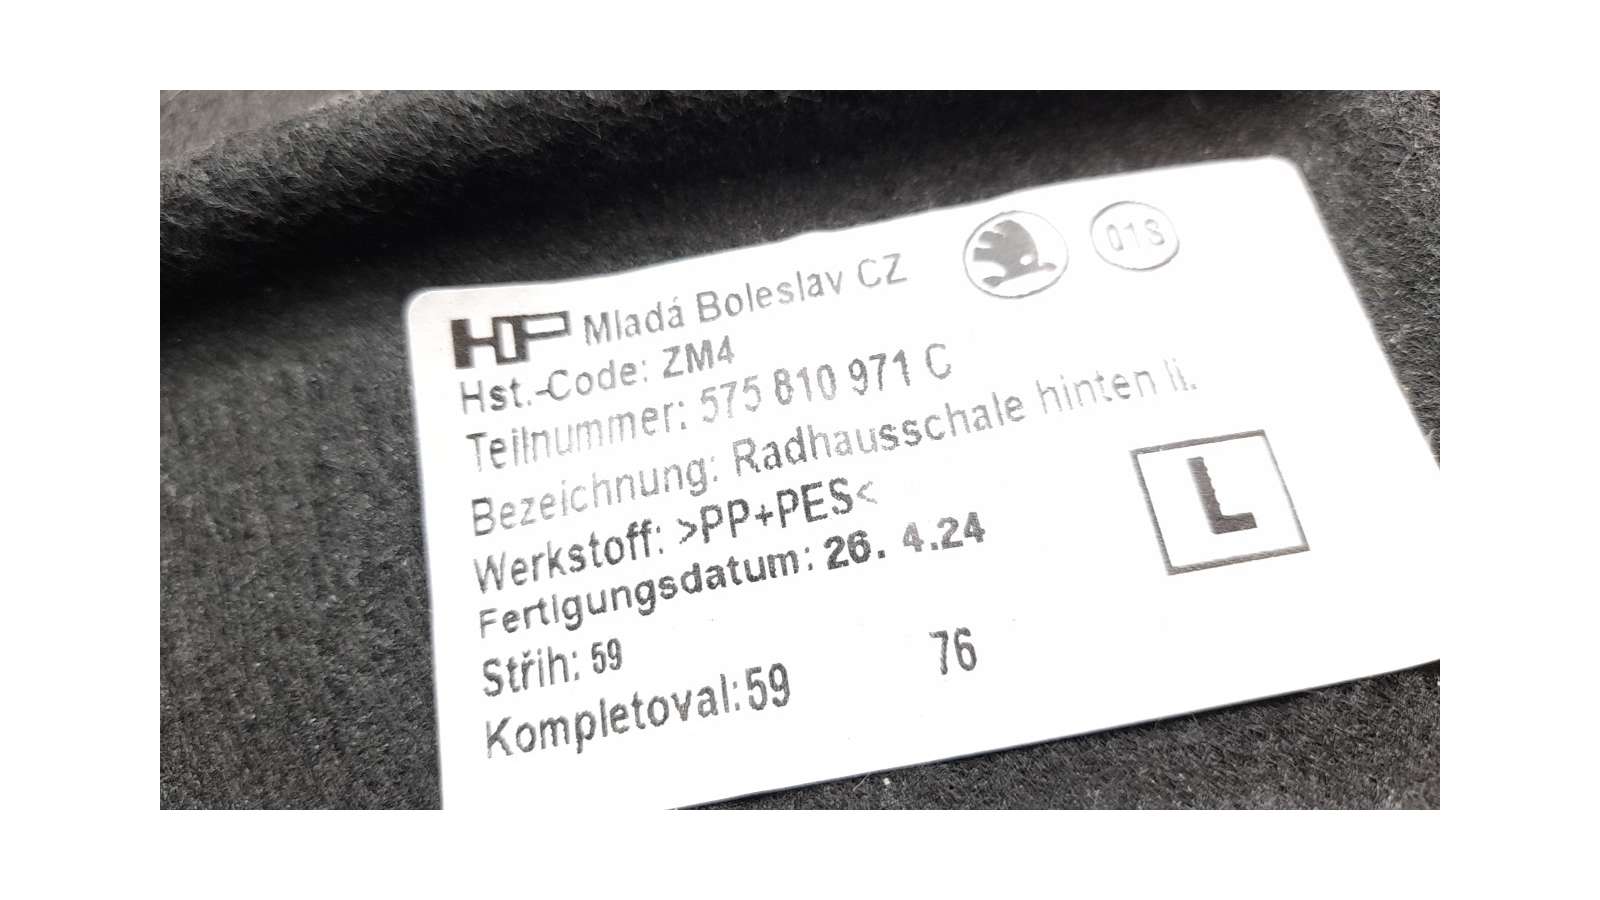 HP Mladá Boleslav CZ
01S
Hst.-Code: ZM4
Teilnummer: 575 810 971 C
Bezeichnung: Radhausschale hinten li.
L
Werkstoff: >PP+PES<
Fertigungsdatum: 26. 4.24
Střih: 59
Kompletoval:59 76